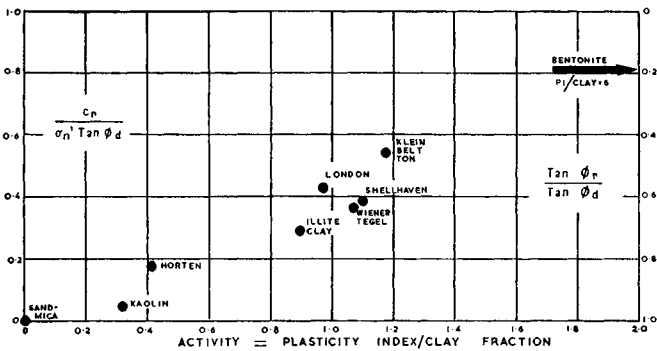 1·0
0·8
0·6
0·4
0·2
0
c r
σn' Tan ϕd
SAND-
MICA
KAOLIN
HORTEN
ILLITE
CLAY
LONDON
WIENER
TEGEL
SHELLHAVEN
KLEIN
BELT
TON
BENTONITE
PI/CLAY=6
Tan ϕr
Tan ϕd
0
0·2
0·4
0·6
0·8
1·0
0
0·2
0·4
0·6
0·8
1·0
1·2
1·4
1·6
1·8
2·0
ACTIVITY = PLASTICITY INDEX/CLAY FRACTION